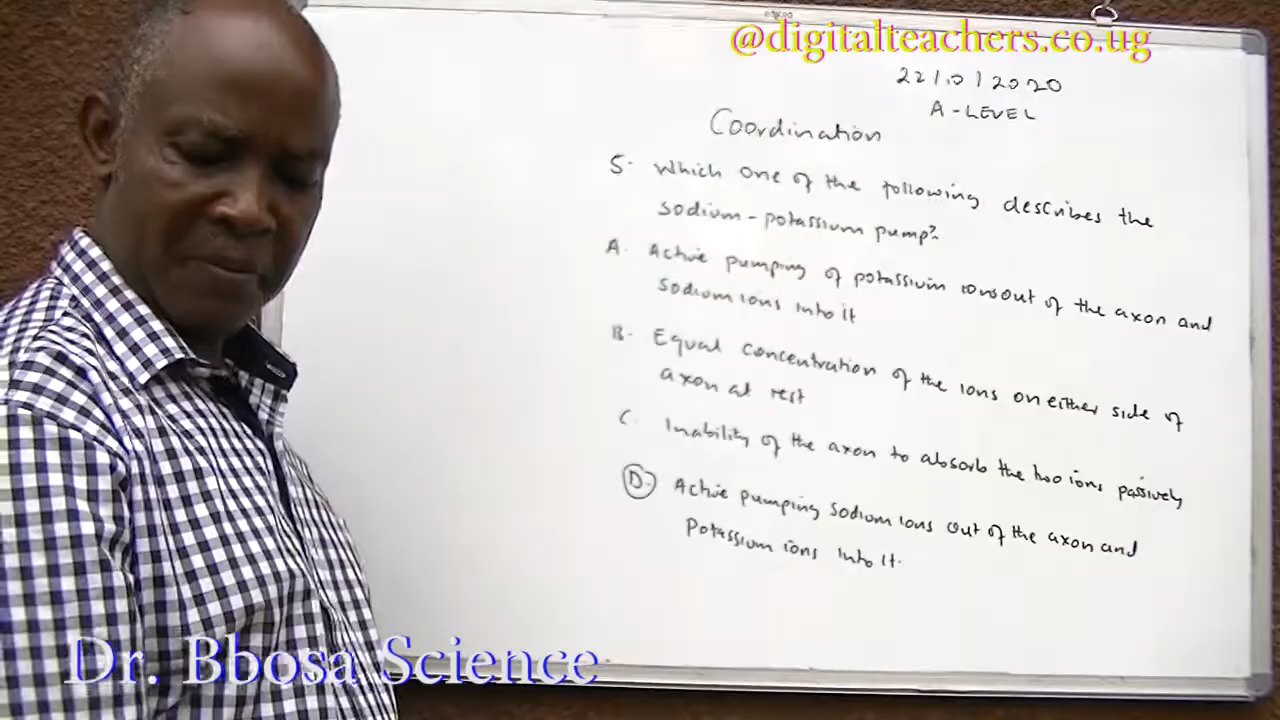 @digitalteachers.co.ug
22/10/2020
A-LEVEL
Coordination
5. Which one of the following describes the
sodium-potassium pump?
A. Active pumping of potassium ions out of the axon and
sodium ions into it
B. Equal concentration of the ions on either side of
axon at rest
C. Inability of the axon to absorb the two ions passively
D. Active pumping sodium ions out of the axon and
Potassium ions into it.
Dr. Bbosa Science